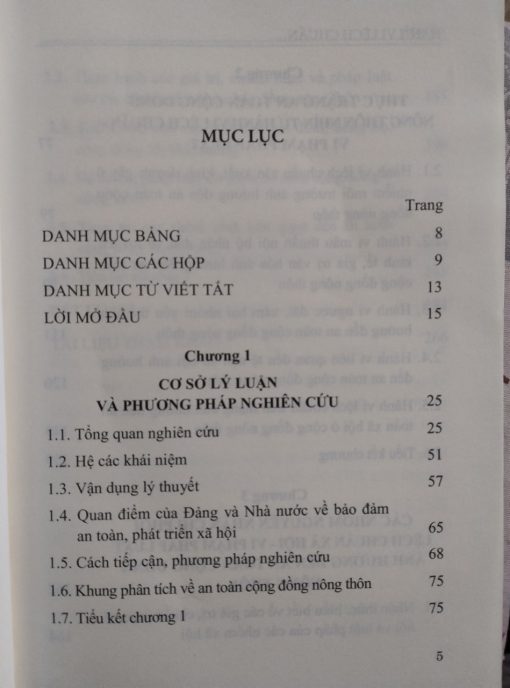 MỤC LỤC
Trang
DANH MỤC BẢNG 8
DANH MỤC CÁC HỘP 9
DANH MỤC TỪ VIẾT TẮT 13
LỜI MỞ ĐẦU 15
Chương 1
CƠ SỞ LÝ LUẬN
VÀ PHƯƠNG PHÁP NGHIÊN CỨU 25
1.1. Tổng quan nghiên cứu 25
1.2. Hệ các khái niệm 51
1.3. Vận dụng lý thuyết 57
1.4. Quan điểm của Đảng và Nhà nước về bảo đảm
an toàn, phát triển xã hội 65
1.5. Cách tiếp cận, phương pháp nghiên cứu 68
1.6. Khung phân tích về an toàn cộng đồng nông thôn 75
1.7. Tiểu kết chương 1 75
5